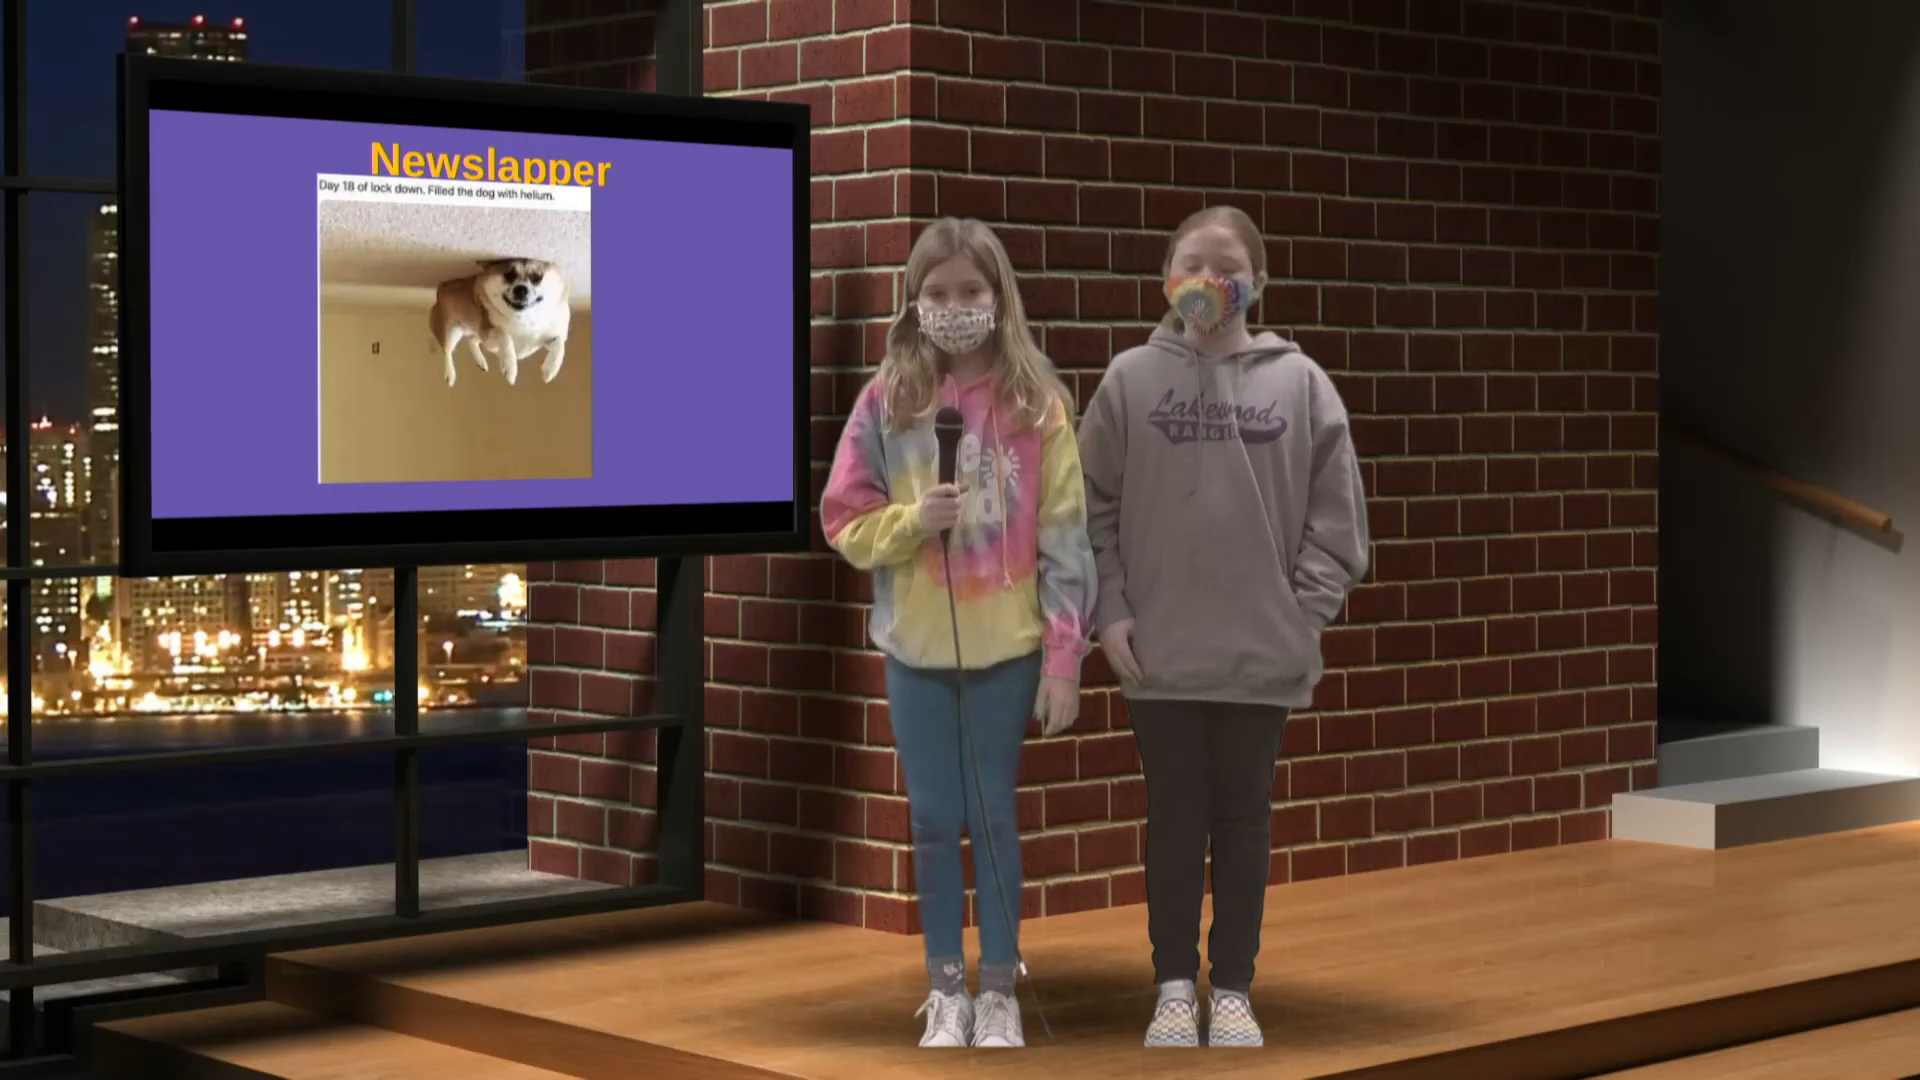 Newslapper
Day 18 of lock down. Filled the dog with helium.
Lakewood